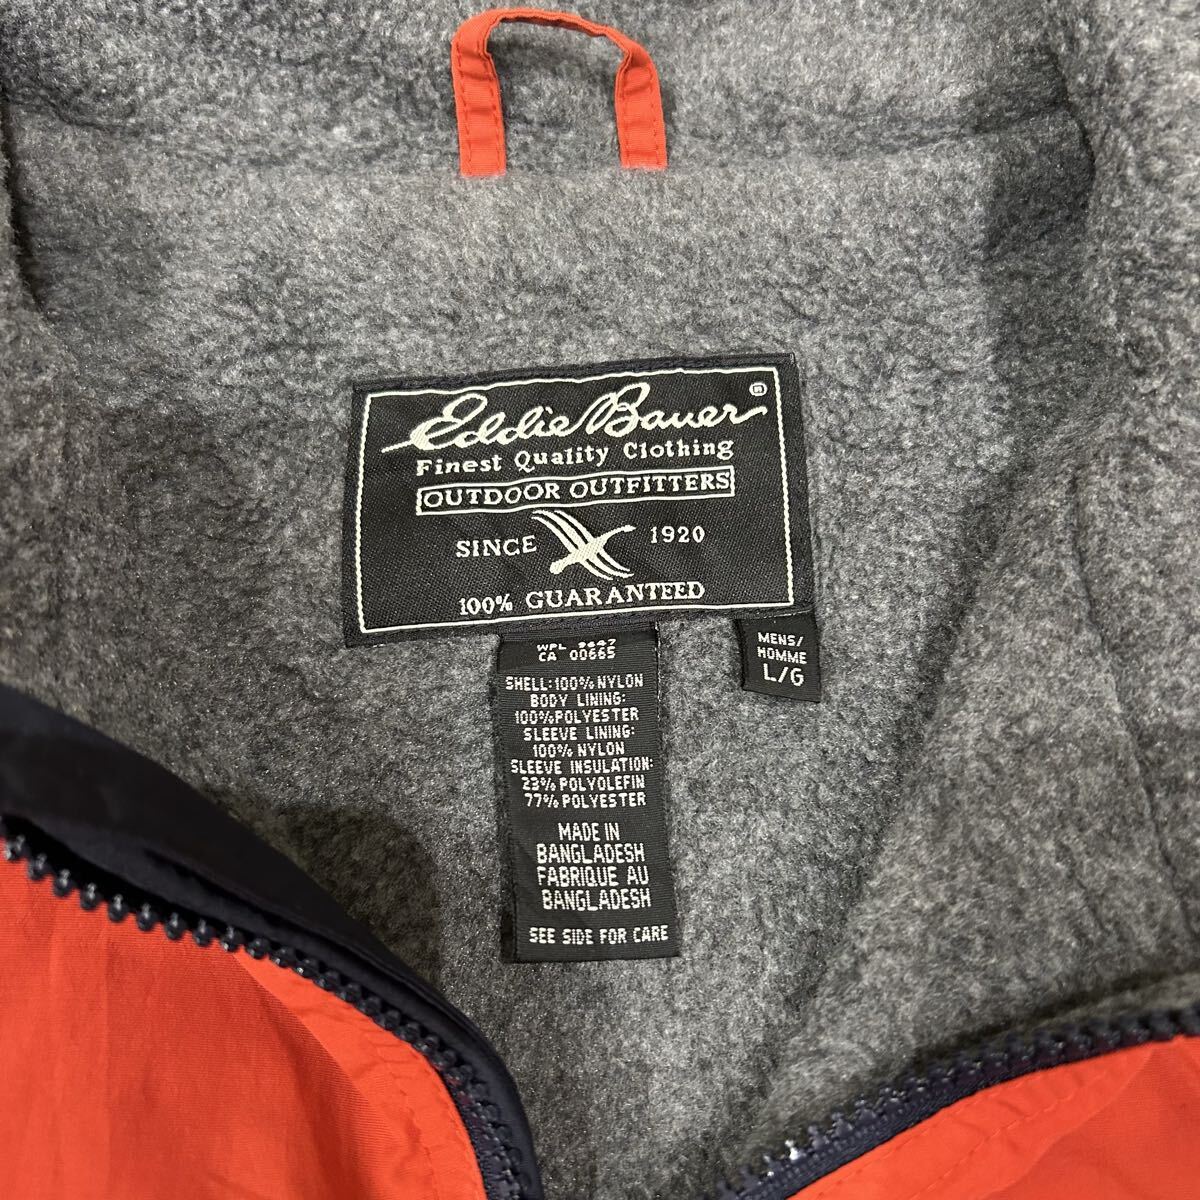 Eddie Bauer ®
Finest Quality Clothing
OUTDOOR OUTFITTERS
SINCE 1920
100% GUARANTEED
MENS/
HOMME
L/G
WPL
CA 00665
SHELL:100% NYLON
BODY LINING:
100% POLYESTER
SLEEVE LINING:
100% NYLON
SLEEVE INSULATION:
23% POLYOLEFIN
77% POLYESTER
MADE IN
BANGLADESH
FABRIQUE AU
BANGLADESH
SEE SIDE FOR CARE